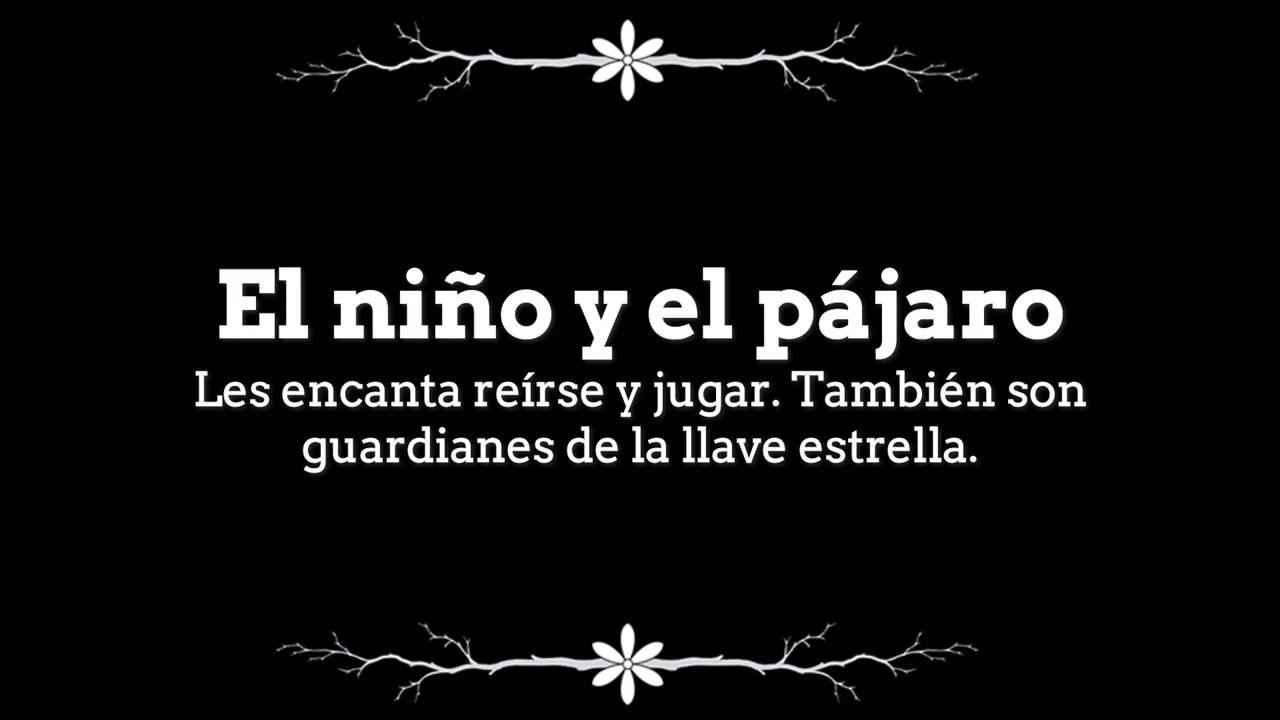 El niño y el pájaro
Les encanta reírse y jugar. También son
guardianes de la llave estrella.